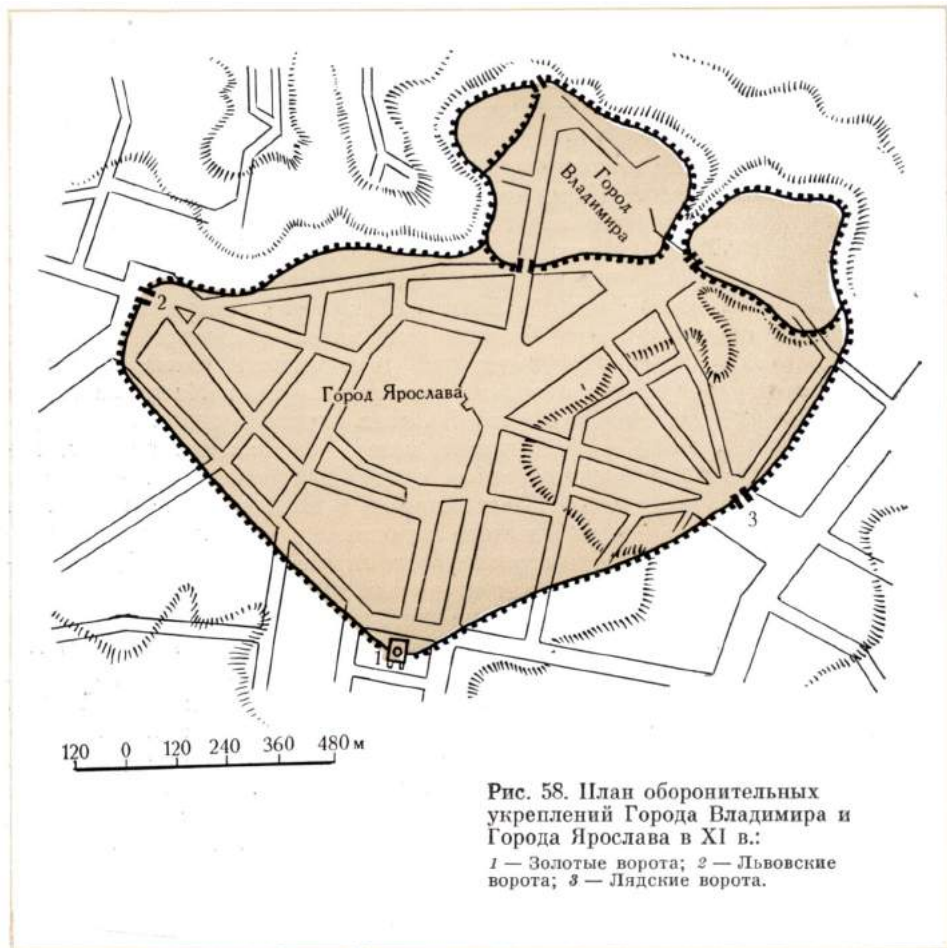 Город
Владимира
2
Город Ярослава
3
1
120 0 120 240 360 480 м
Рис. 58. План оборонительных
укреплений Города Владимира и
Города Ярослава в XI в.:
1 — Золотые ворота; 2 — Львовские
ворота; 3 — Лядские ворота.